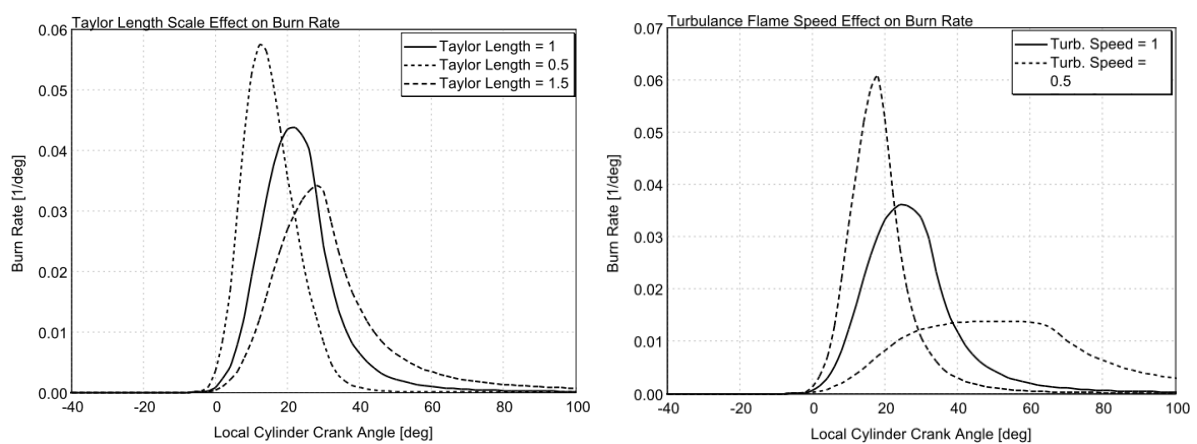 Taylor Length Scale Effect on Burn Rate
0.06
0.05
0.04
0.03
0.02
0.01
0.00
Burn Rate [1/deg]
Taylor Length = 1
Taylor Length = 0.5
Taylor Length = 1.5
-40 -20 0 20 40 60 80 100
Local Cylinder Crank Angle [deg]
Turbulance Flame Speed Effect on Burn Rate
0.07
0.06
0.05
0.04
0.03
0.02
0.01
0.00
Burn Rate [1/deg]
Turb. Speed = 1
Turb. Speed =
0.5
-40 -20 0 20 40 60 80 100
Local Cylinder Crank Angle [deg]